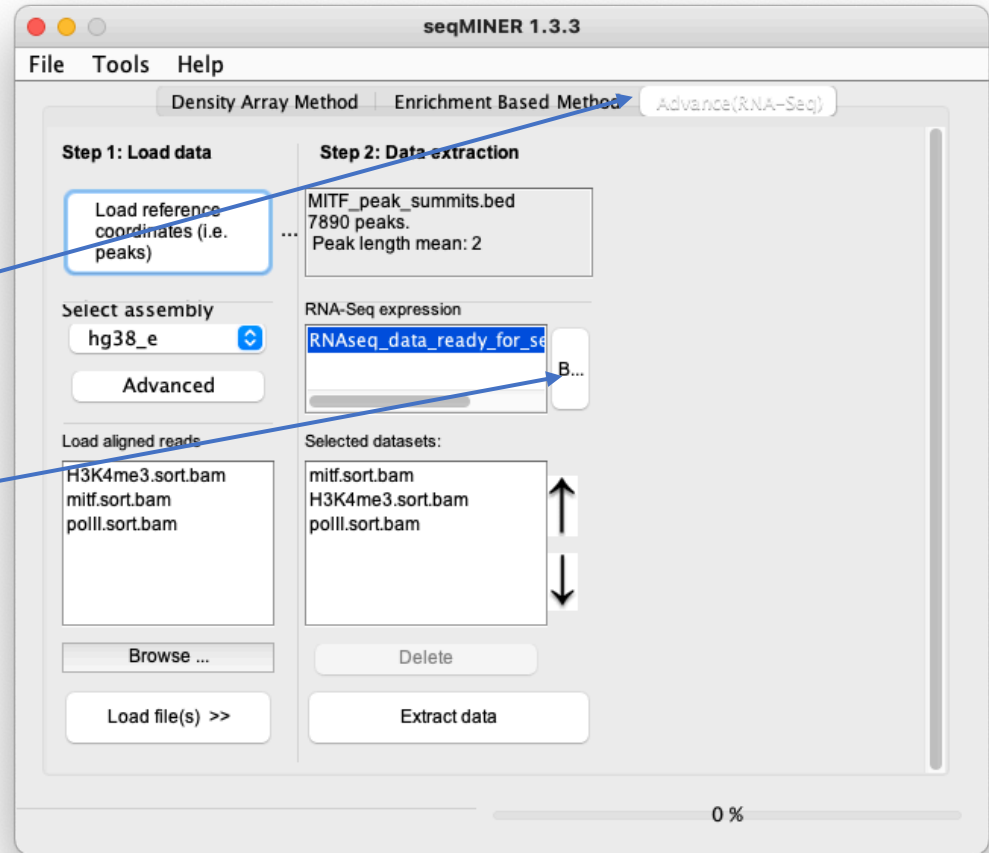 seqMINER 1.3.3
File Tools Help
Density Array Method Enrichment Based Method Advance(RNA-Seq)
Step 1: Load data
Load reference
coordinates (i.e.
peaks)
...
Select assembly
hg38_e
Advanced
Load aligned reads
H3K4me3.sort.bam
mitf.sort.bam
polII.sort.bam
Browse ...
Load file(s) >>
Step 2: Data extraction
MITF_peak_summits.bed
7890 peaks.
Peak length mean: 2
RNA-Seq expression
RNAseq_data_ready_for_se
B...
Selected datasets:
mitf.sort.bam
H3K4me3.sort.bam
polII.sort.bam
Delete
Extract data
0 %